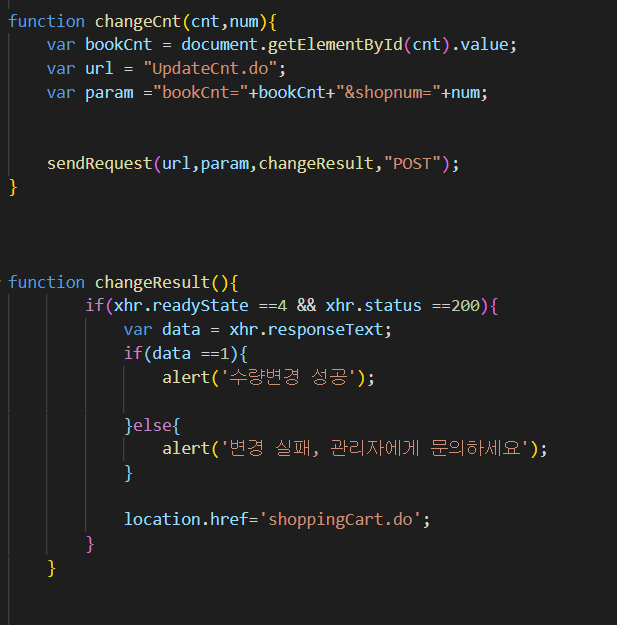 function changeCnt(cnt,num){
var bookCnt = document.getElementById(cnt).value;
var url = "UpdateCnt.do";
var param ="bookCnt="+bookCnt+"&shopnum="+num;
sendRequest(url,param,changeResult,"POST");
}
function changeResult(){
if(xhr.readyState ==4 && xhr.status ==200){
var data = xhr.responseText;
if(data ==1){
alert('수량변경 성공');
}else{
alert('변경 실패, 관리자에게 문의하세요');
}
location.href='shoppingCart.do';
}
}